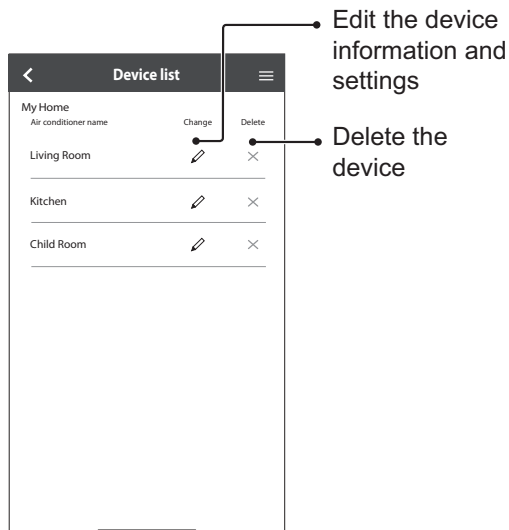 Edit the device
information and
settings
Device list
My Home
Air conditioner name Change Delete
Living Room
Kitchen
Child Room
Delete the
device